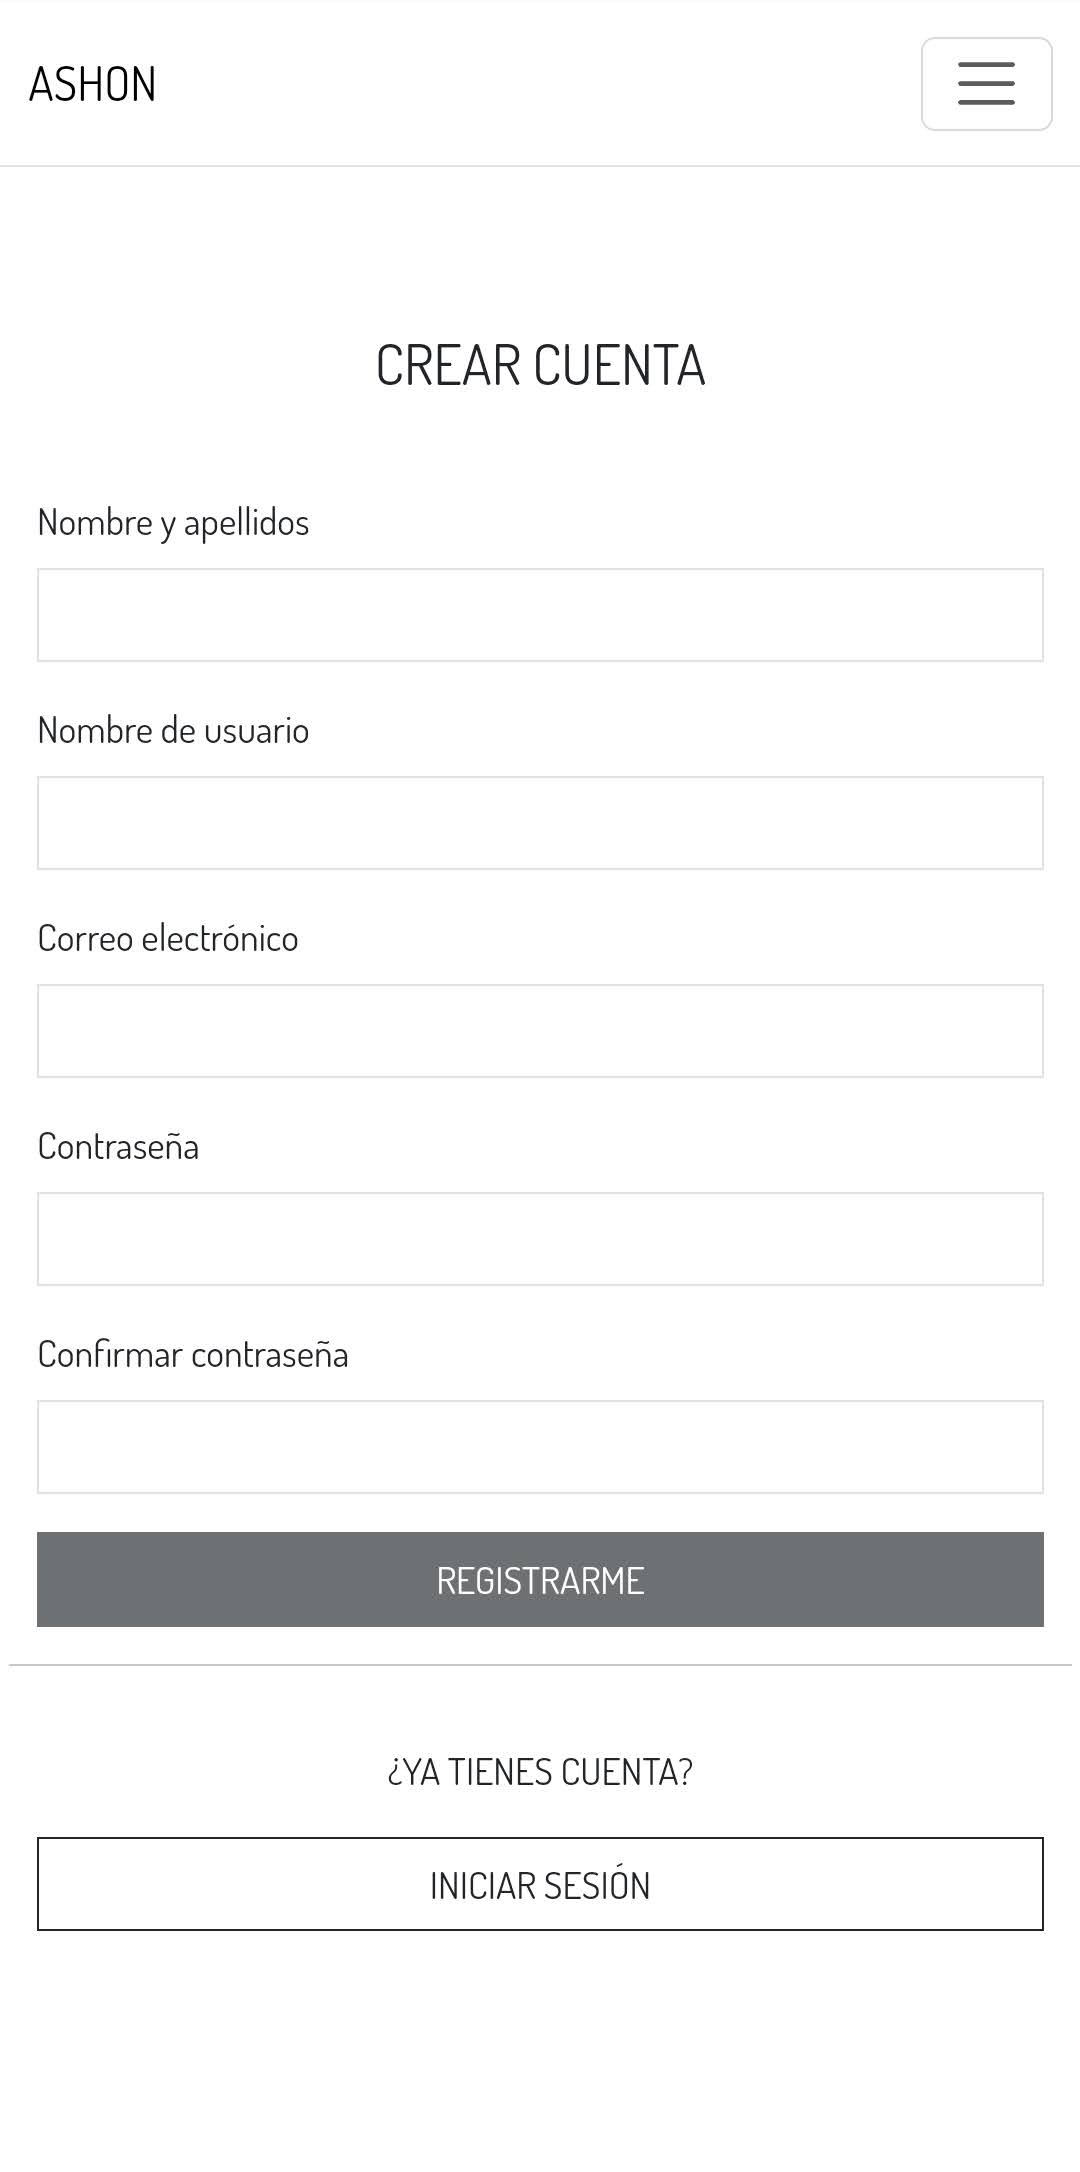 ASHON
CREAR CUENTA
Nombre y apellidos
Nombre de usuario
Correo electrónico
Contraseña
Confirmar contraseña
REGISTRARME
¿YA TIENES CUENTA?
INICIAR SESIÓN